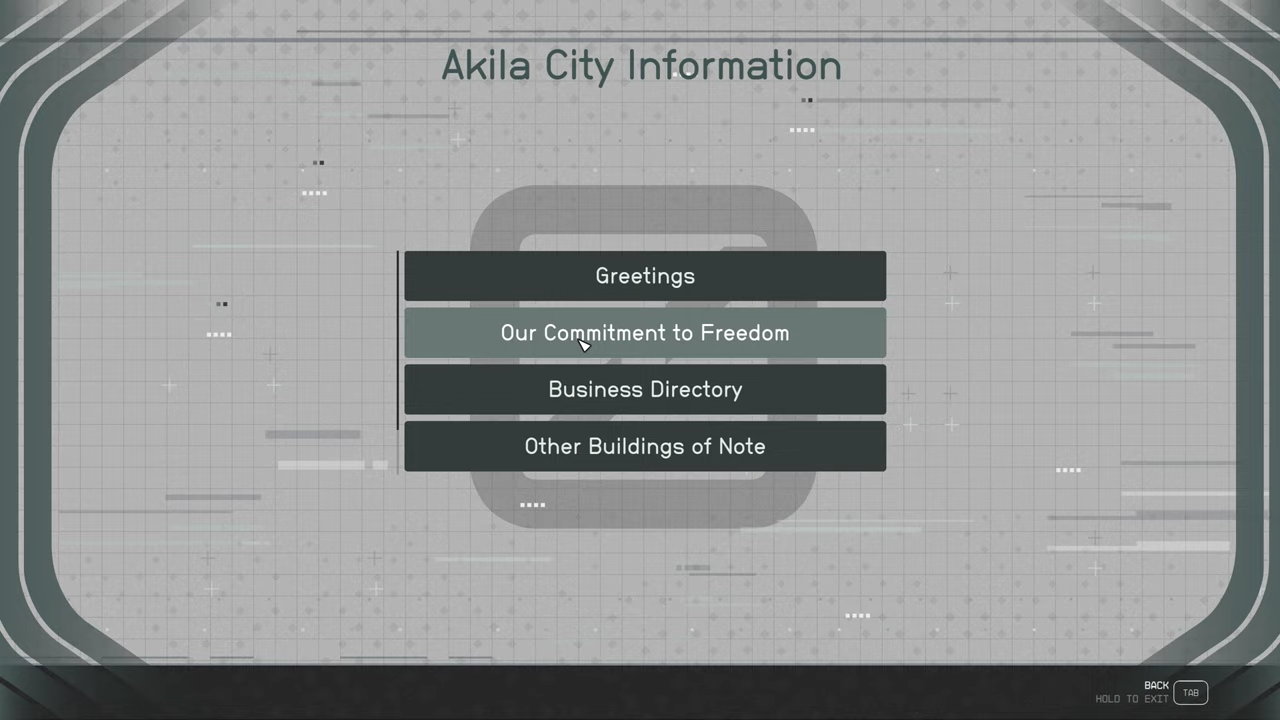 Akila City Information
Greetings
Our Commitment to Freedom
Business Directory
Other Buildings of Note
BACK
HOLD TO EXIT TAB